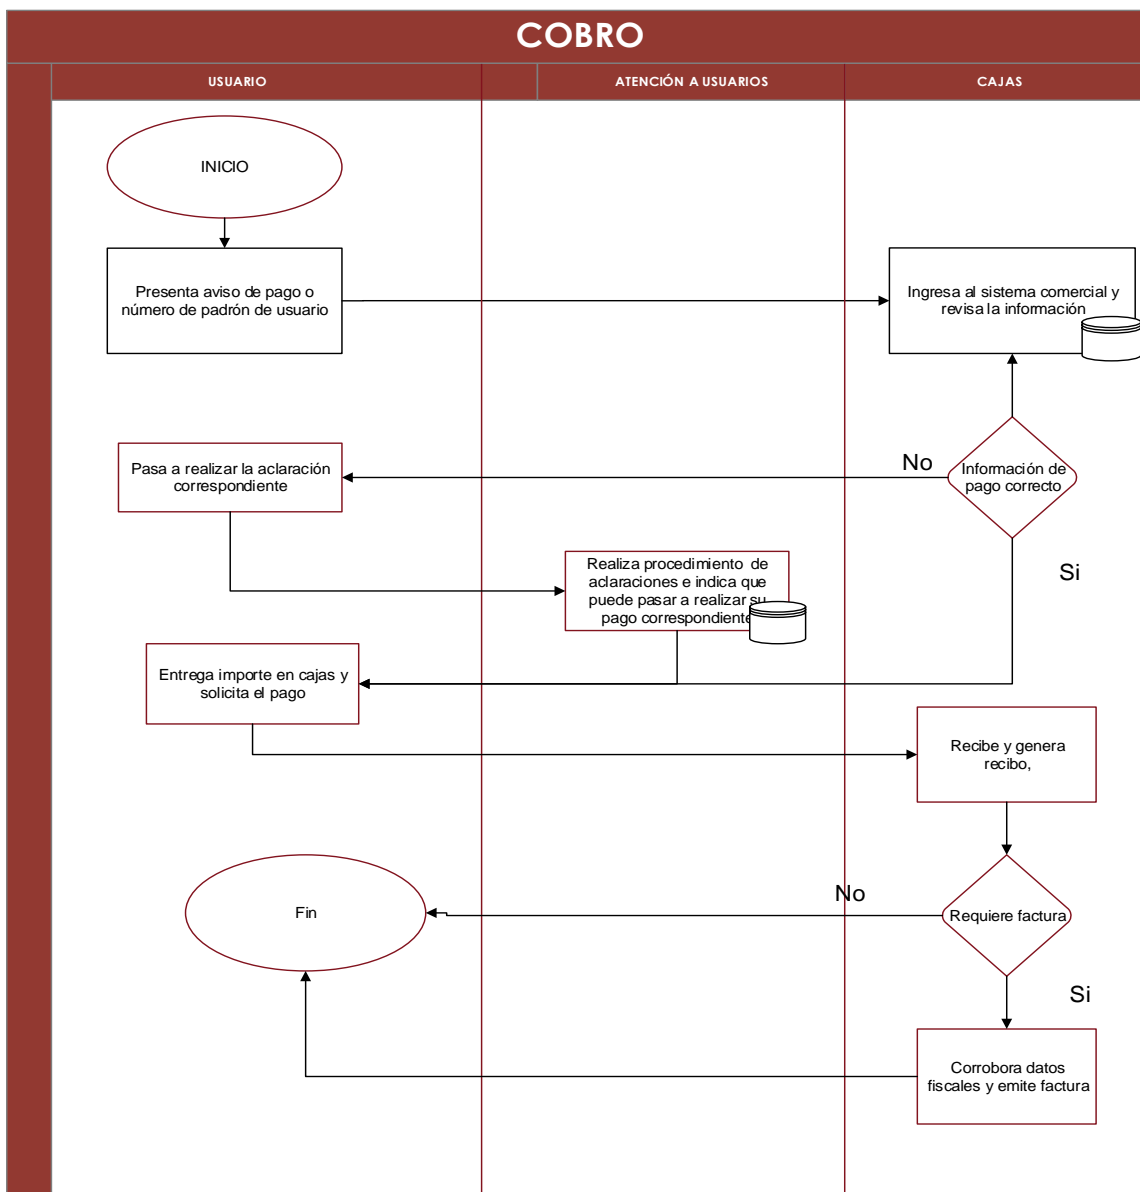 COBRO
USUARIO
ATENCIÓN A USUARIOS
CAJAS
INICIO
Presenta aviso de pago o
número de padrón de usuario
Ingresa al sistema comercial y
revisa la información
Pasa a realizar la aclaración
correspondiente
No
Información de
pago correcto
Si
Realiza procedimiento de
aclaraciones e indica que
puede pasar a realizar su
pago correspondiente
Entrega importe en cajas y
solicita el pago
Recibe y genera
recibo,
Fin
No
Requiere factura
Si
Corrobora datos
fiscales y emite factura